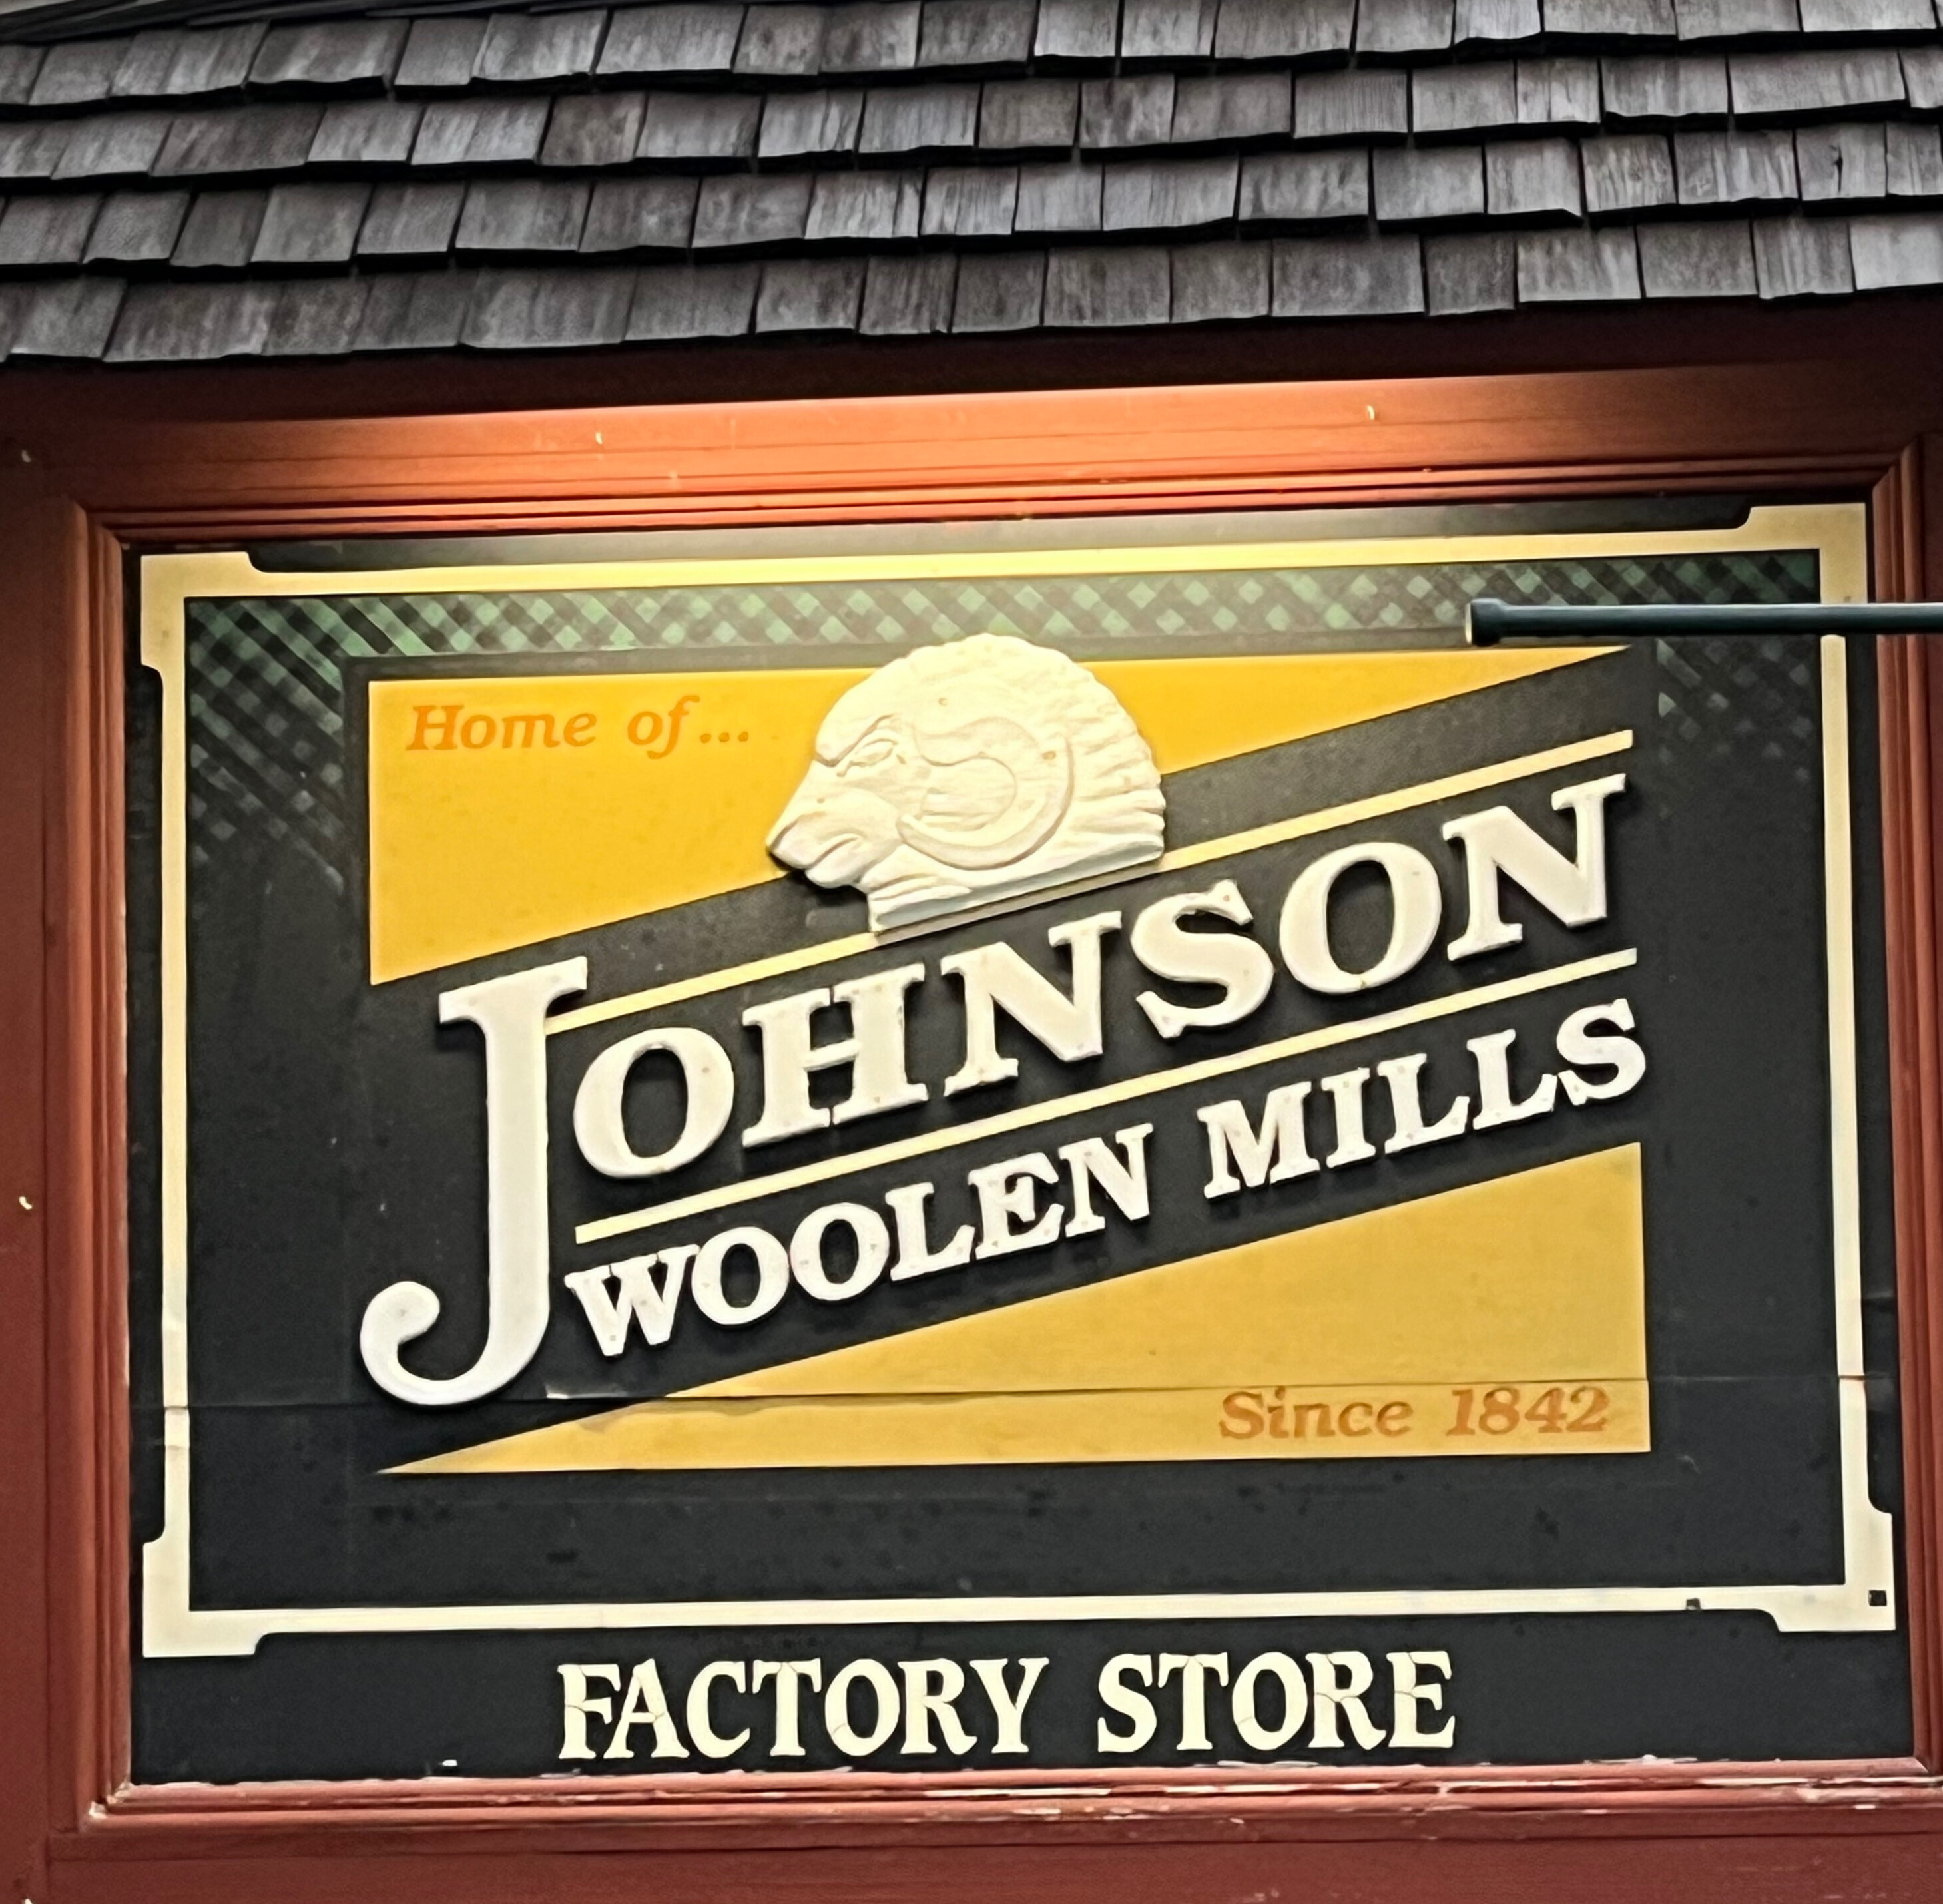 Home of...
JOHNSON
WOOLEN MILLS
Since 1842
FACTORY STORE